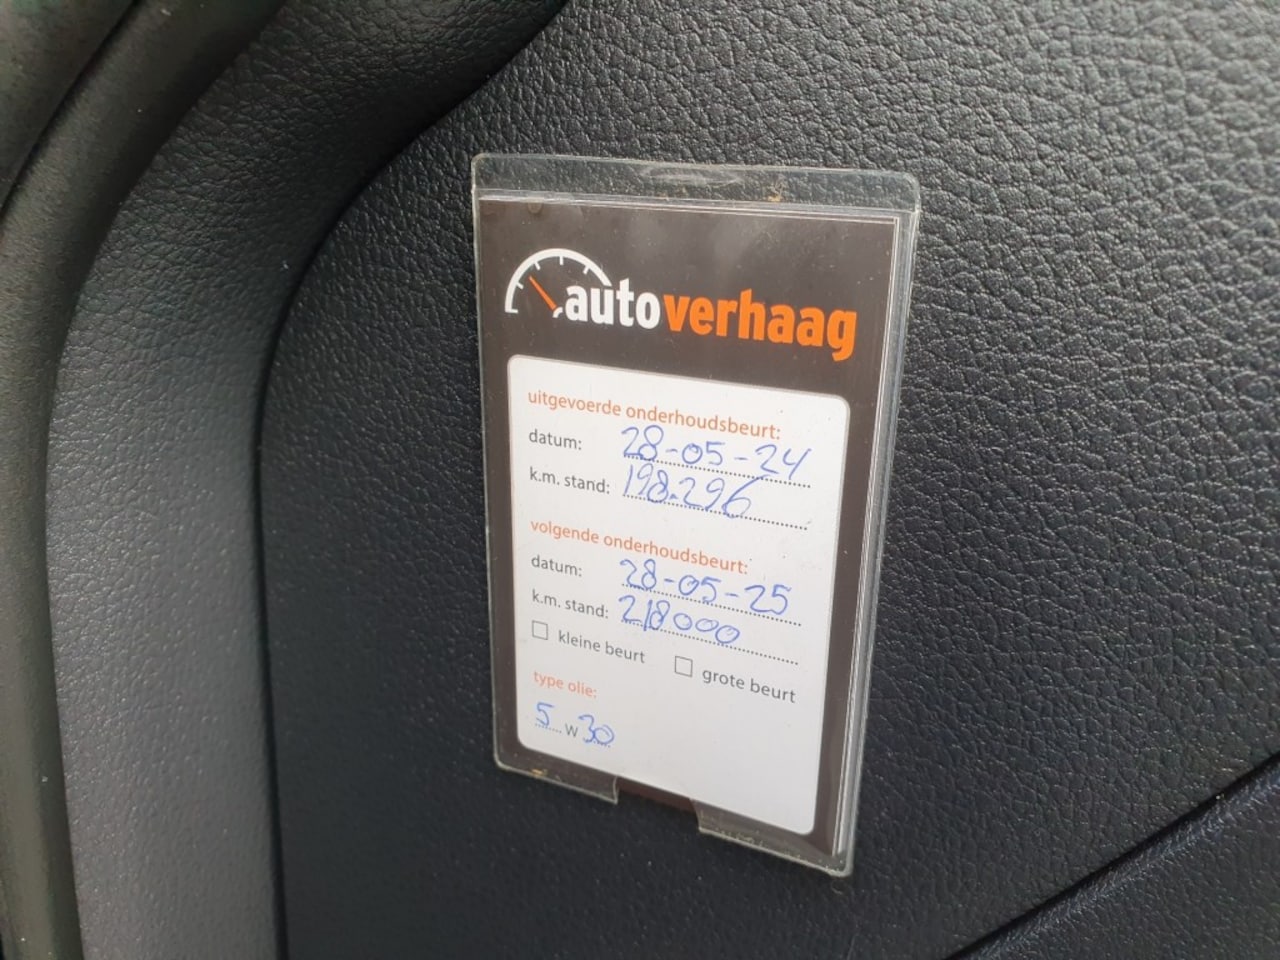 autoverhaag
uitgevoerde onderhoudsbeurt:
datum: 28-05-24
k.m. stand: 198.296
volgende onderhoudsbeurt:
datum: 28-05-25
k.m. stand: 218000
kleine beurt grote beurt
type olie:
5 w 30